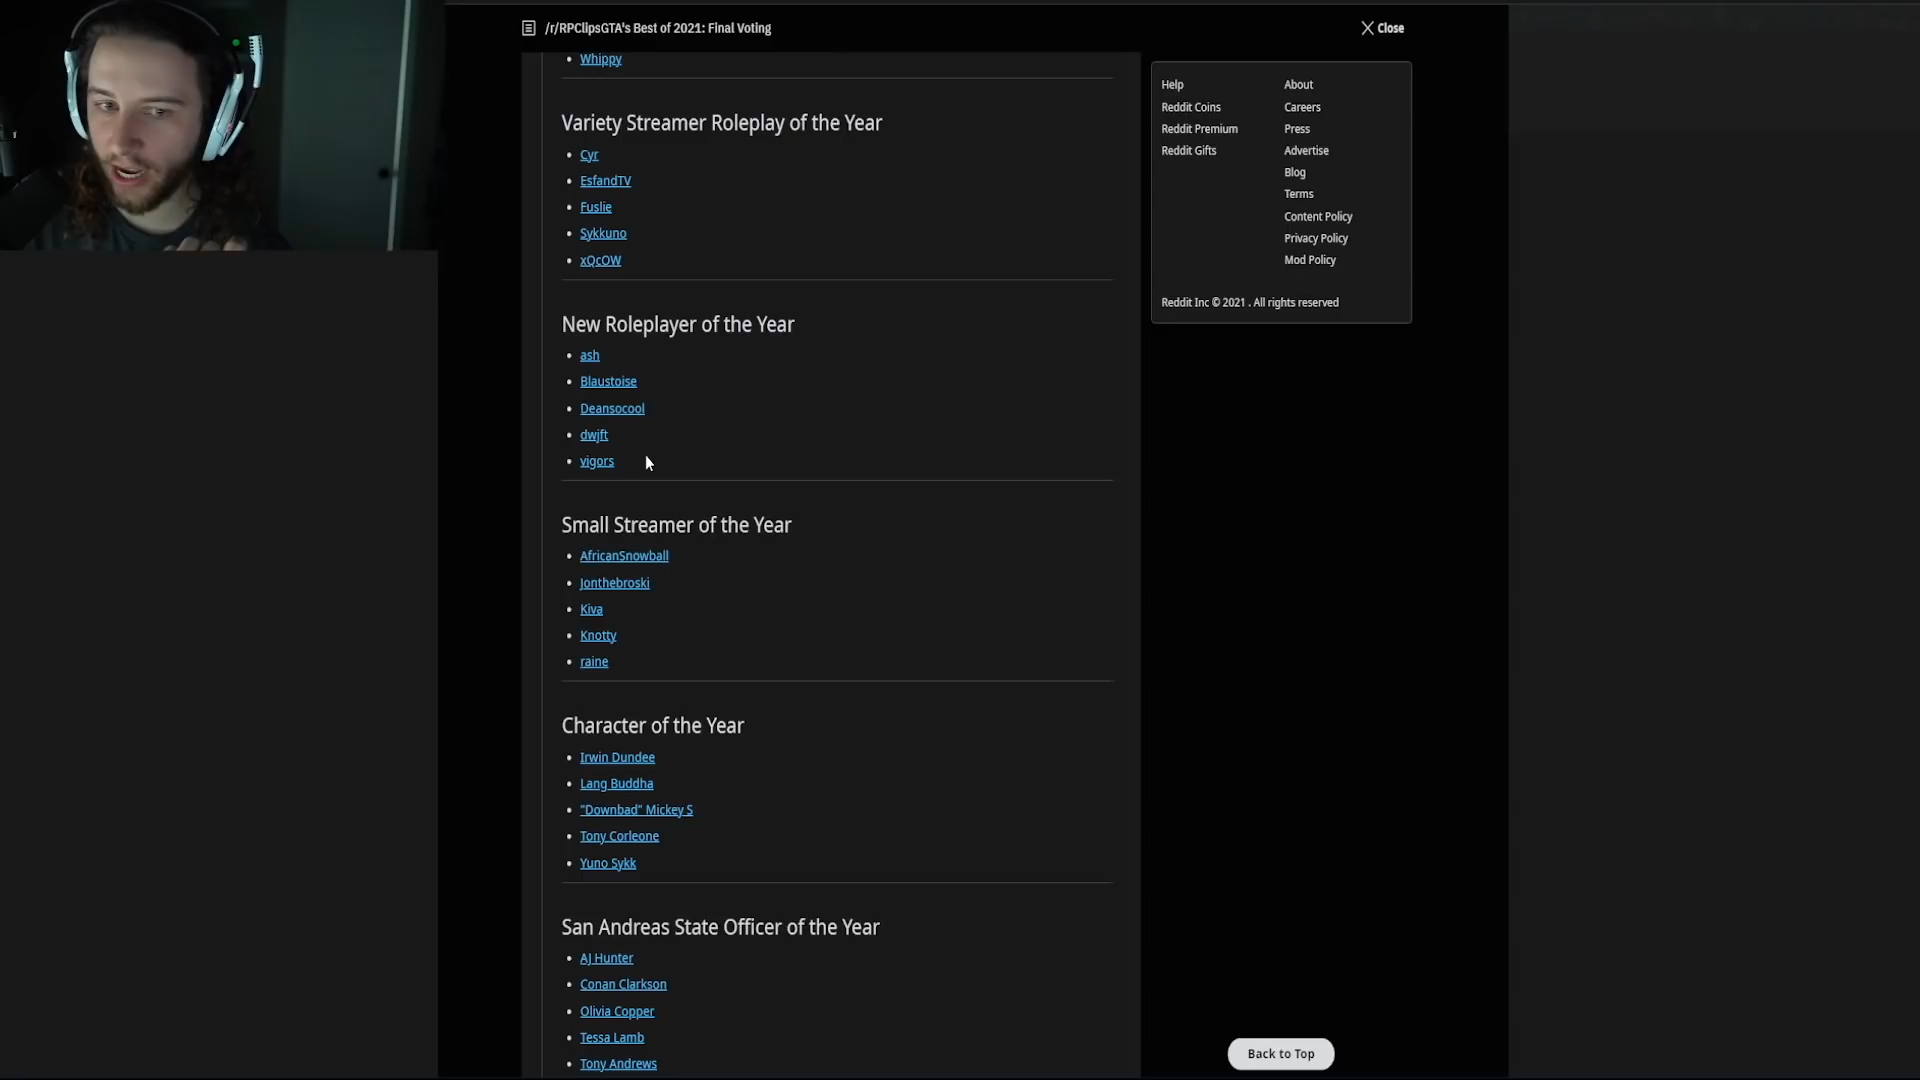 /r/RPClipsGTA's Best of 2021: Final Voting
Close
Whippy
Variety Streamer Roleplay of the Year
Cyr
EsfandTV
Fuslie
Sykkuno
xQcOW
New Roleplayer of the Year
ash
Blaustoise
Deansocool
dwjft
vigors
Small Streamer of the Year
AfricanSnowball
Jonthebroski
Kiva
Knotty
raine
Character of the Year
Irwin Dundee
Lang Buddha
"Downbad" Mickey S
Tony Corleone
Yuno Sykk
San Andreas State Officer of the Year
AJ Hunter
Conan Clarkson
Olivia Copper
Tessa Lamb
Tony Andrews
Help
Reddit Coins
Reddit Premium
Reddit Gifts
About
Careers
Press
Advertise
Blog
Terms
Content Policy
Privacy Policy
Mod Policy
Reddit Inc © 2021 . All rights reserved
Back to Top